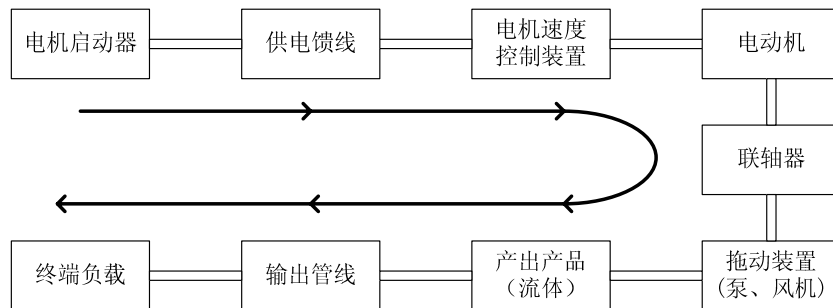 电机启动器
供电馈线
电机速度
控制装置
电动机
联轴器
拖动装置
(泵、风机)
产出产品
（流体）
输出管线
终端负载